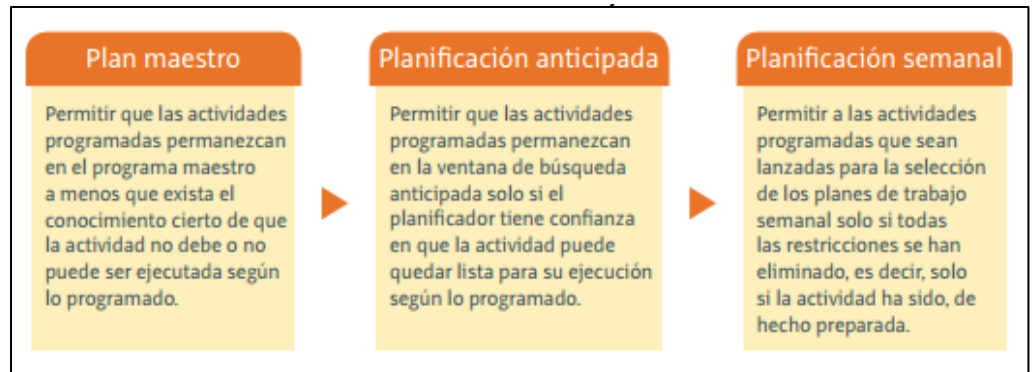 Plan maestro
Permitir que las actividades
programadas permanezcan
en el programa maestro
a menos que exista el
conocimiento cierto de que
la actividad no debe o no
puede ser ejecutada según
lo programado.
Planificación anticipada
Permitir que las actividades
programadas permanezcan
en la ventana de búsqueda
anticipada solo si el
planificador tiene confianza
en que la actividad puede
quedar lista para su ejecución
según lo programado.
Planificación semanal
Permitir a las actividades
programadas que sean
lanzadas para la selección
de los planes de trabajo
semanal solo si todas
las restricciones se han
eliminado, es decir, solo
si la actividad ha sido, de
hecho preparada.